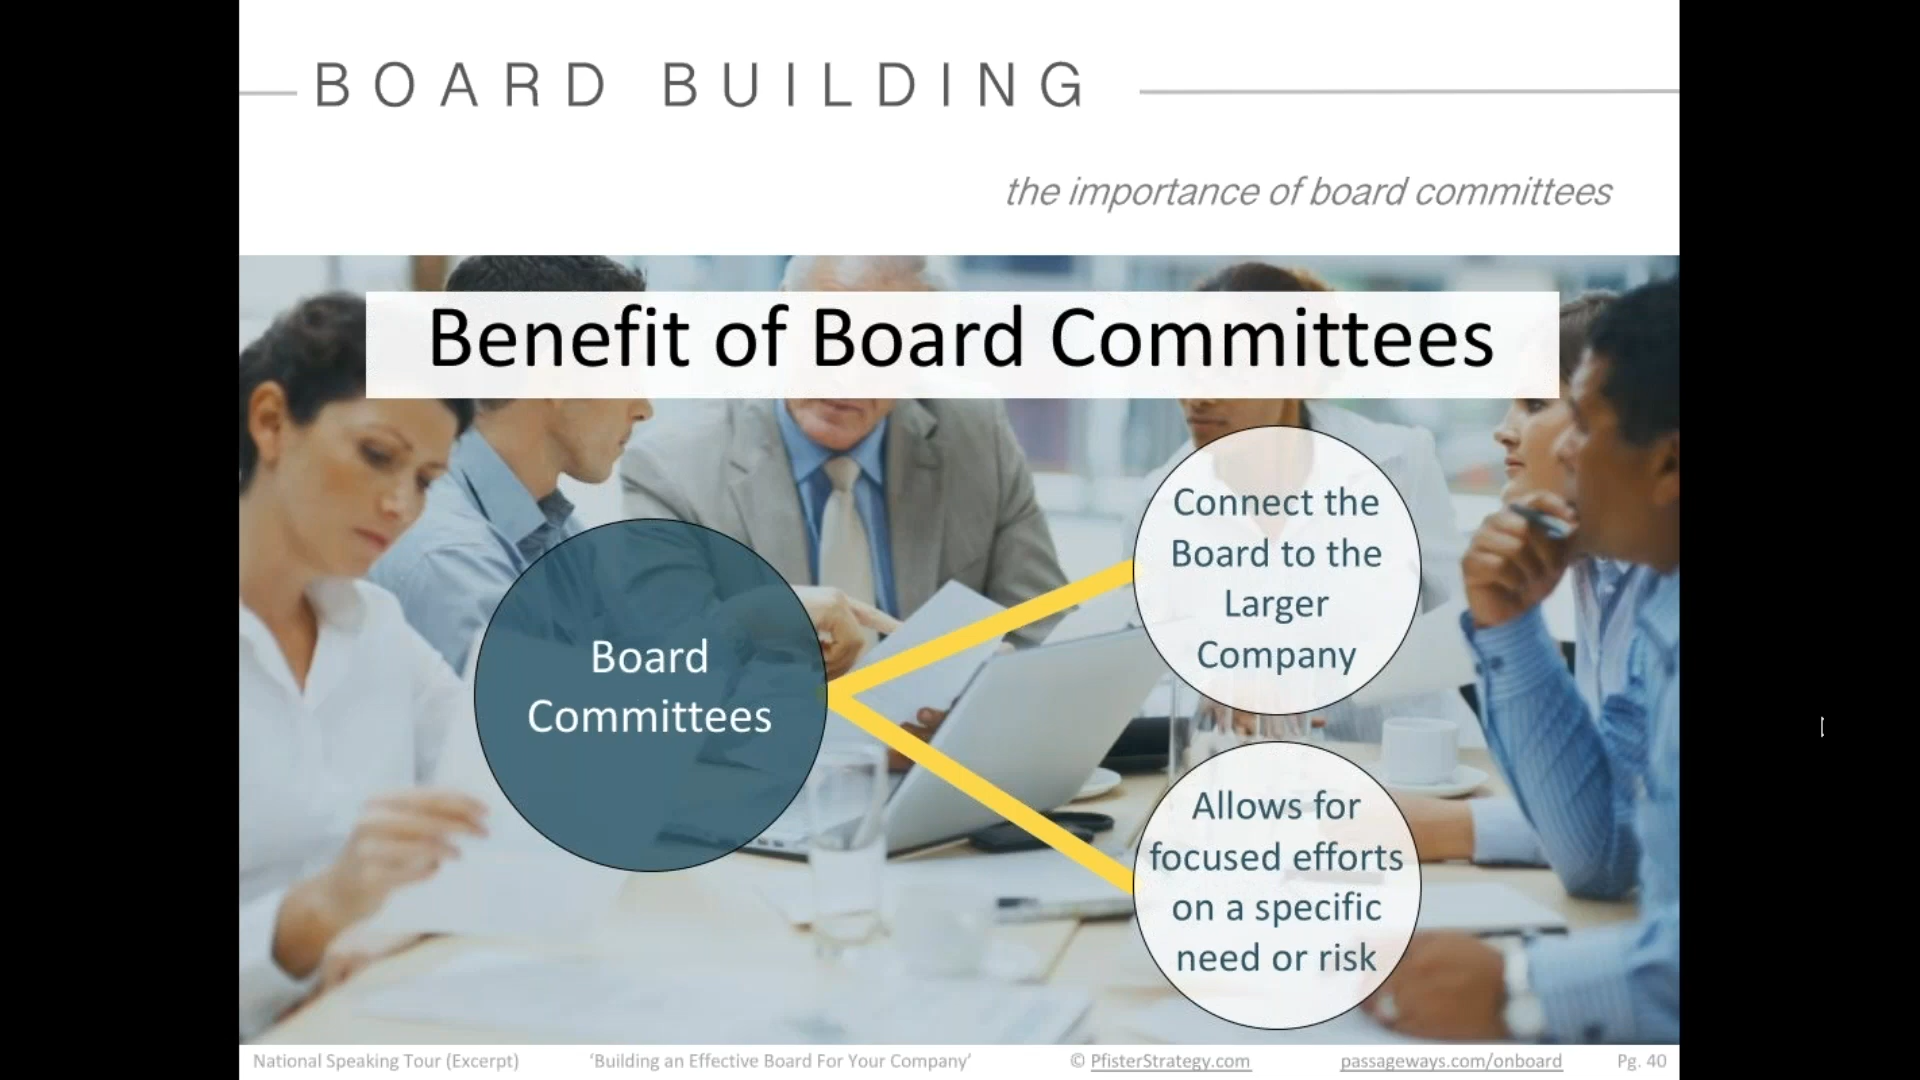 BOARD BUILDING
the importance of board committees
Benefit of Board Committees
Board
Committees
Connect the
Board to the
Larger
Company
Allows for
focused efforts
on a specific
need or risk
National Speaking Tour (Excerpt) ‘Building an Effective Board For Your Company’ © PfisterStrategy.com passageways.com/onboard Pg. 40